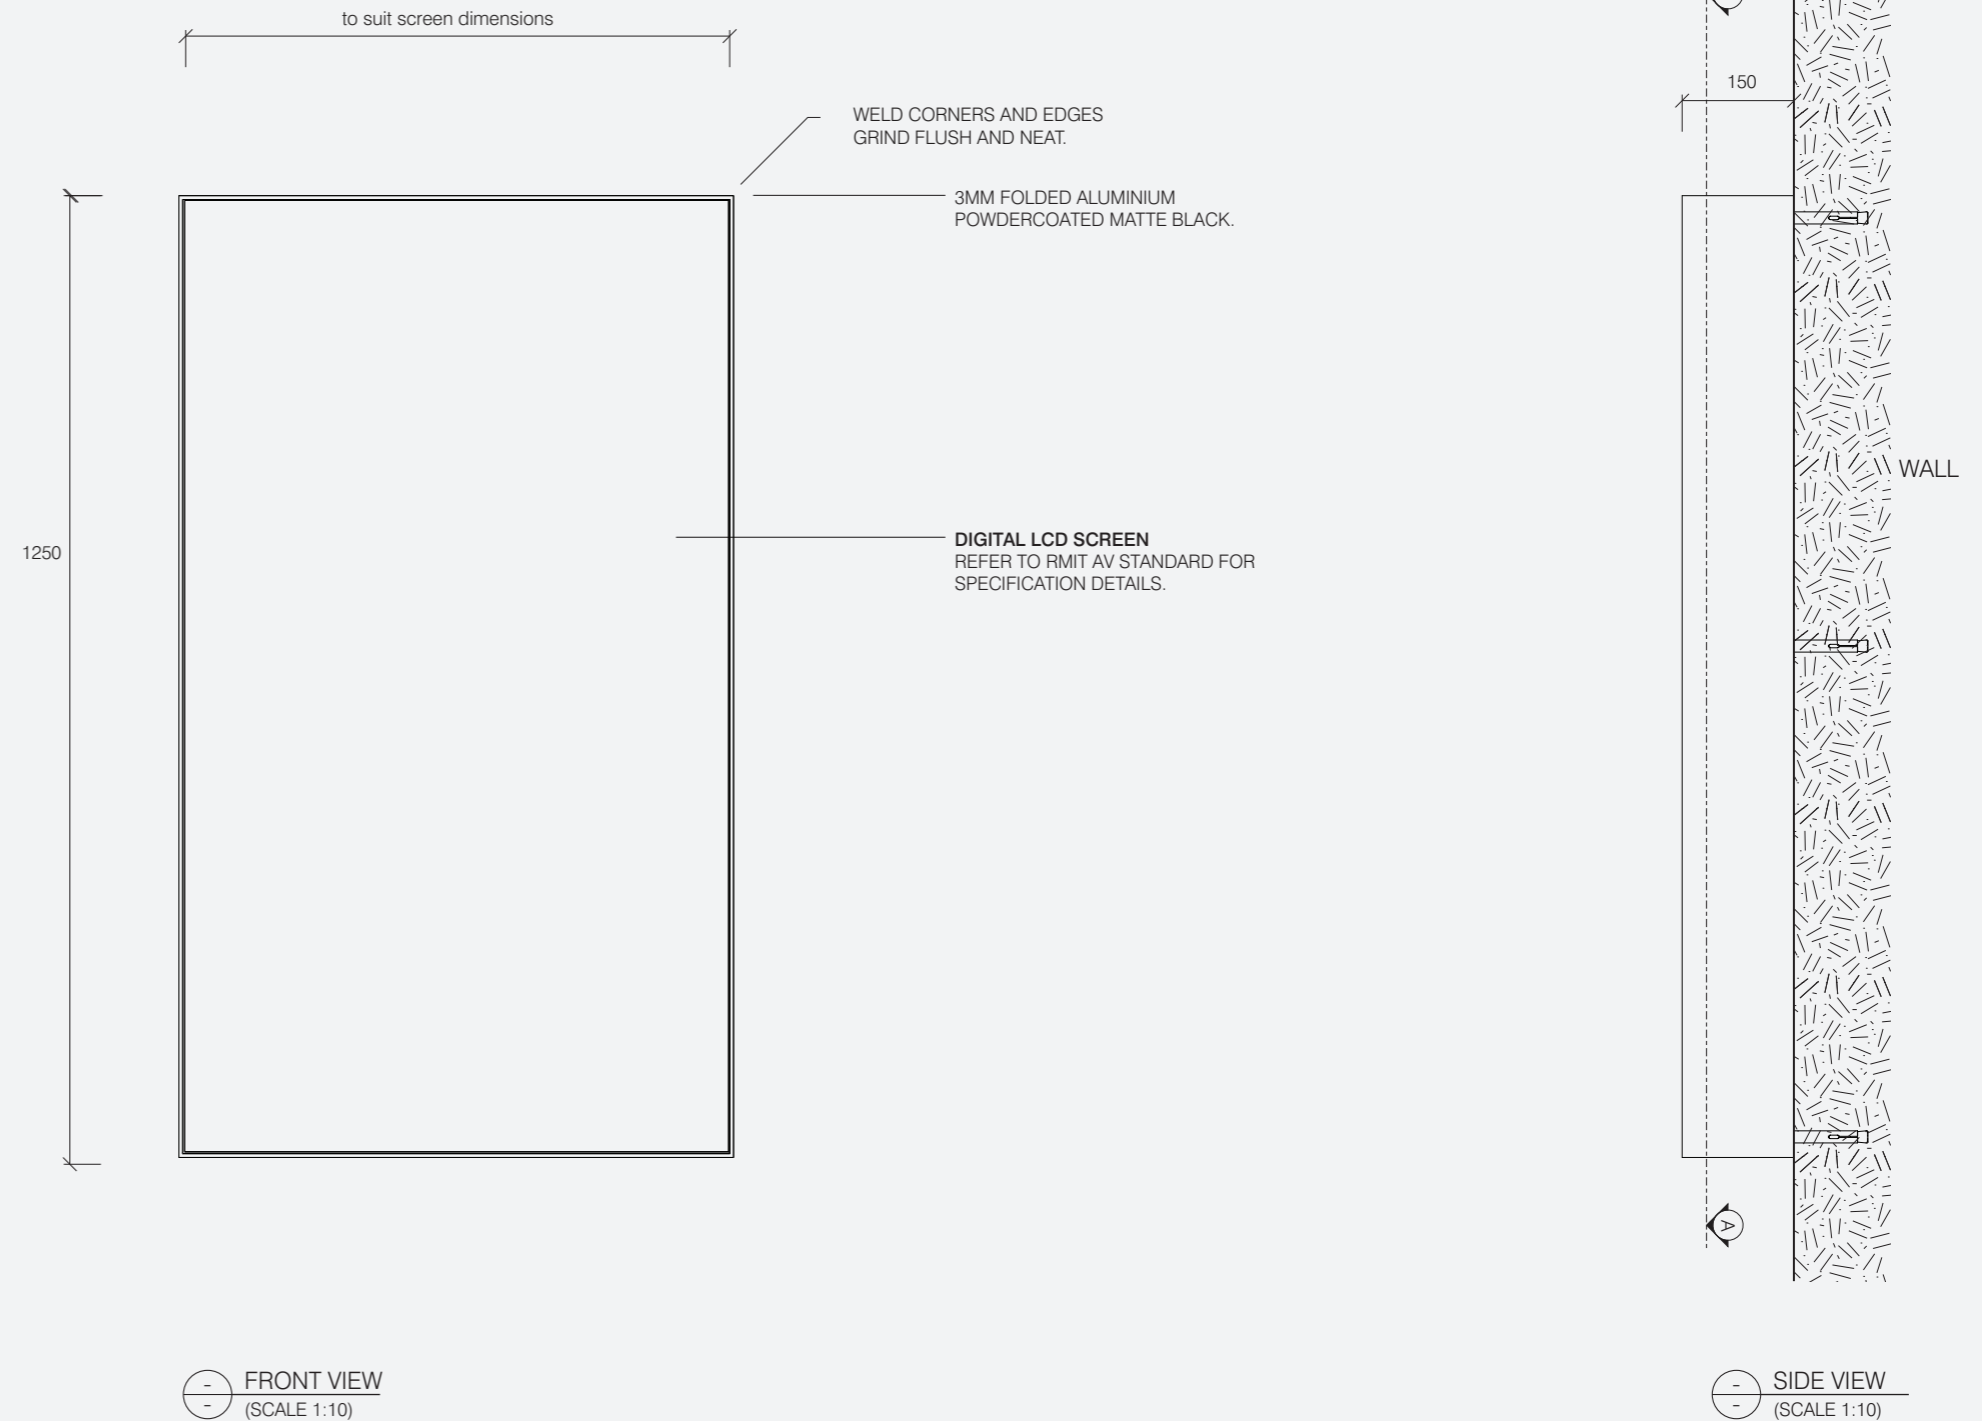 to suit screen dimensions
150
WELD CORNERS AND EDGES
GRIND FLUSH AND NEAT.
3MM FOLDED ALUMINIUM
POWDERCOATED MATTE BLACK.
WALL
1250
DIGITAL LCD SCREEN
REFER TO RMIT AV STANDARD FOR
SPECIFICATION DETAILS.
A
-
-
FRONT VIEW
(SCALE 1:10)
-
-
SIDE VIEW
(SCALE 1:10)